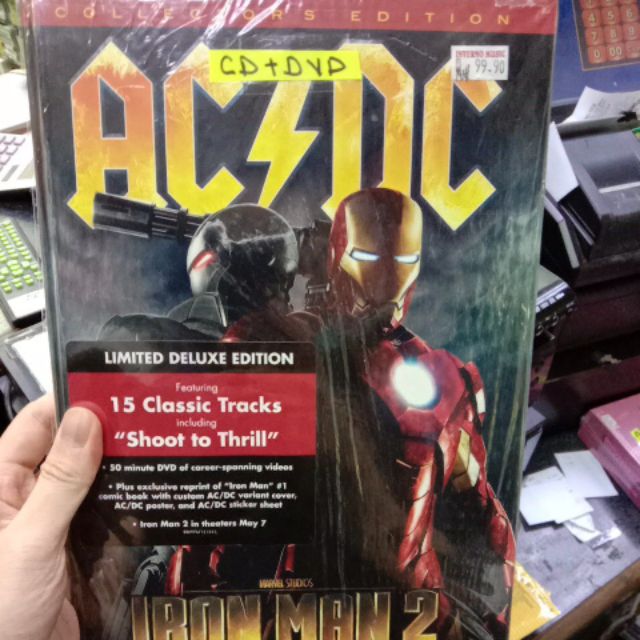 COLLECTOR'S EDITION
AC DC
CD+DVD
INTERNO MUSIC
99.90
LIMITED DELUXE EDITION
Featuring
15 Classic Tracks
including
"Shoot to Thrill"
• 50 minute DVD of career-spanning videos
• Plus exclusive reprint of "Iron Man" #1
comic book with custom AC/DC variant cover,
AC/DC poster, and AC/DC sticker sheet
• Iron Man 2 in theaters May 7
MARVEL STUDIOS
IRON MAN 2